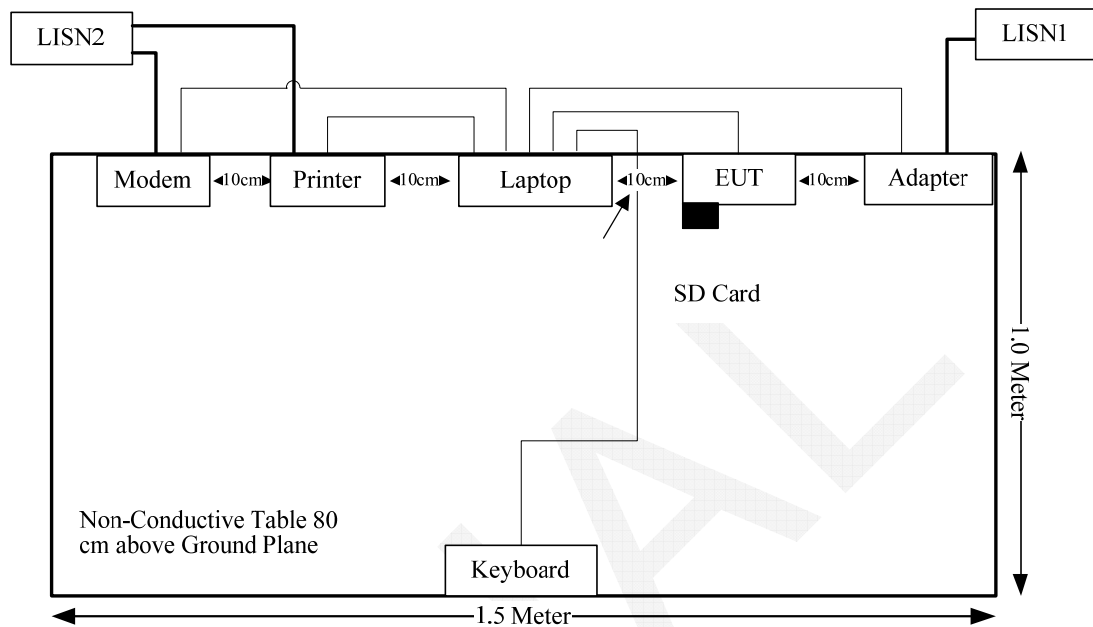 LISN2
LISN1
Modem
10cm
Printer
10cm
Laptop
10cm
EUT
10cm
Adapter
SD Card
1.0 Meter
Non-Conductive Table 80
cm above Ground Plane
Keyboard
1.5 Meter
AL